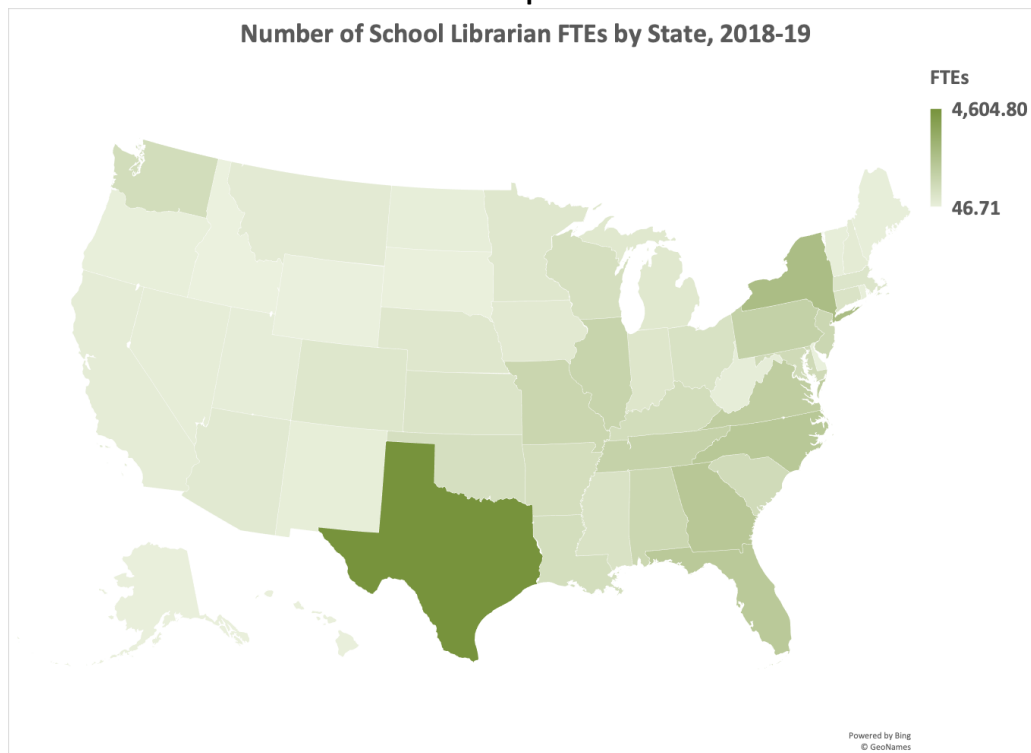 Number of School Librarian FTEs by State, 2018-19
FTEs
4,604.80
46.71
Powered by Bing
© GeoNames